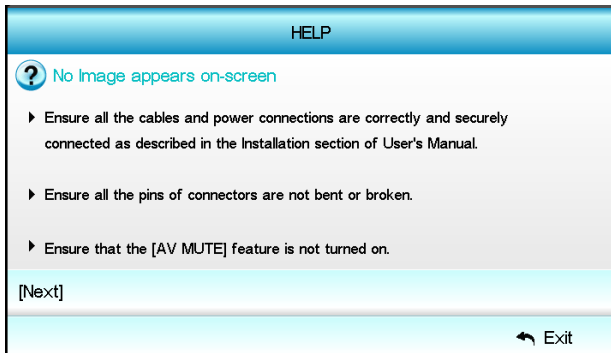 HELP
No Image appears on-screen
Ensure all the cables and power connections are correctly and securely
connected as described in the Installation section of User's Manual.
Ensure all the pins of connectors are not bent or broken.
Ensure that the [AV MUTE] feature is not turned on.
[Next]
Exit